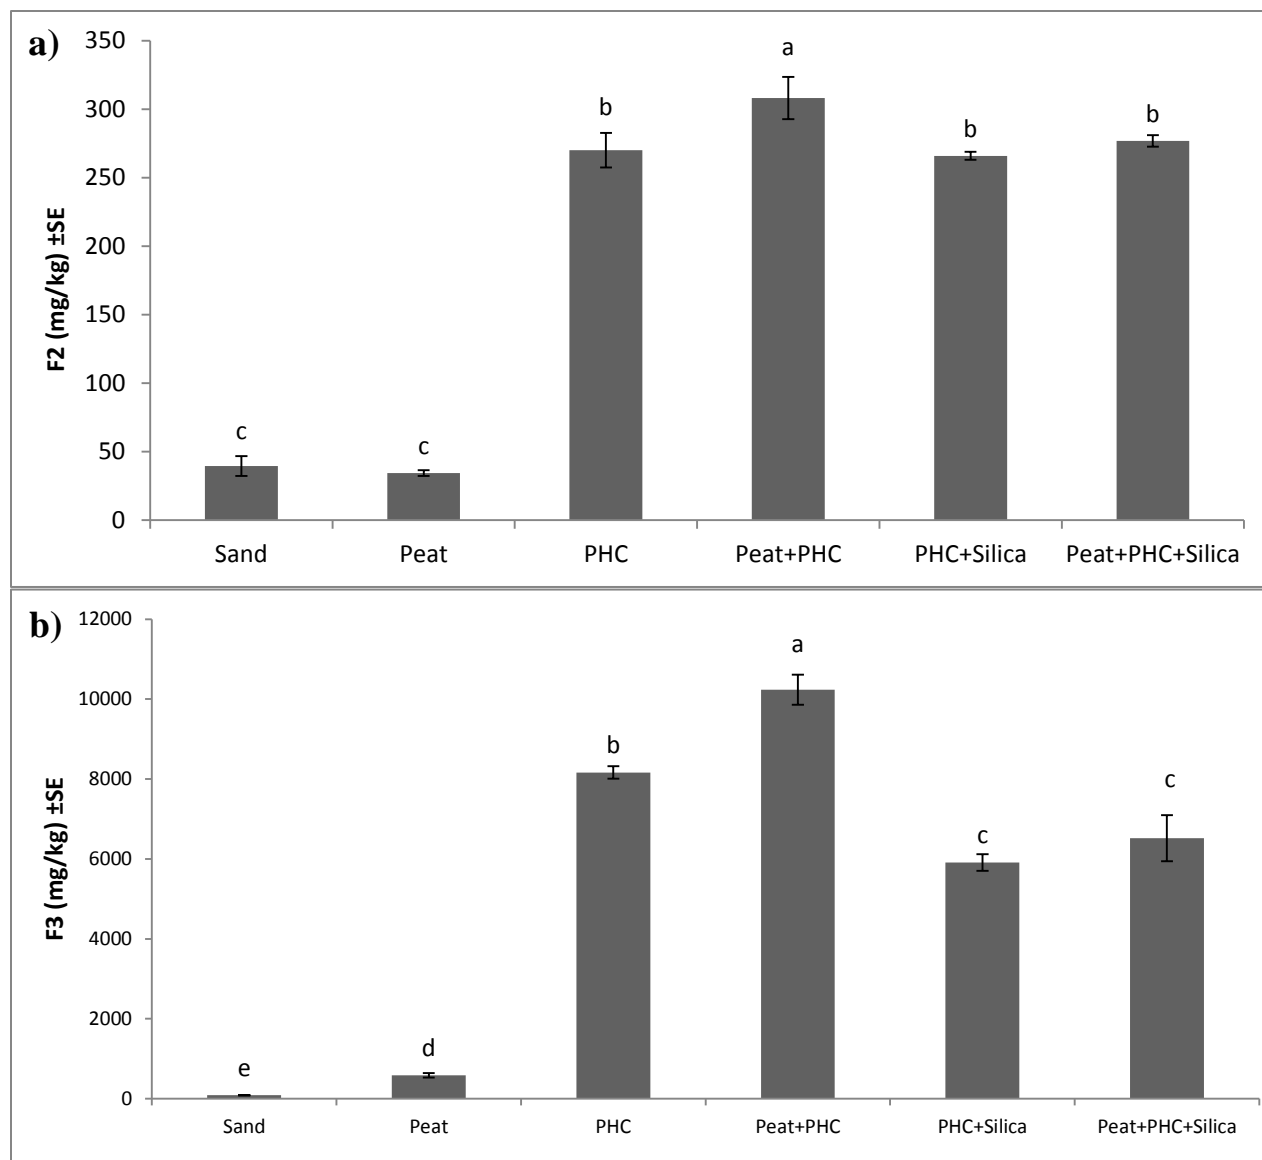 a)
350
300
250
200
150
100
50
0
F2 (mg/kg) ±SE
c
c
b
a
b
b
Sand Peat PHC Peat+PHC PHC+Silica Peat+PHC+Silica
b)
12000
10000
8000
6000
4000
2000
0
F3 (mg/kg) ±SE
e
d
b
a
c
c
Sand Peat PHC Peat+PHC PHC+Silica Peat+PHC+Silica